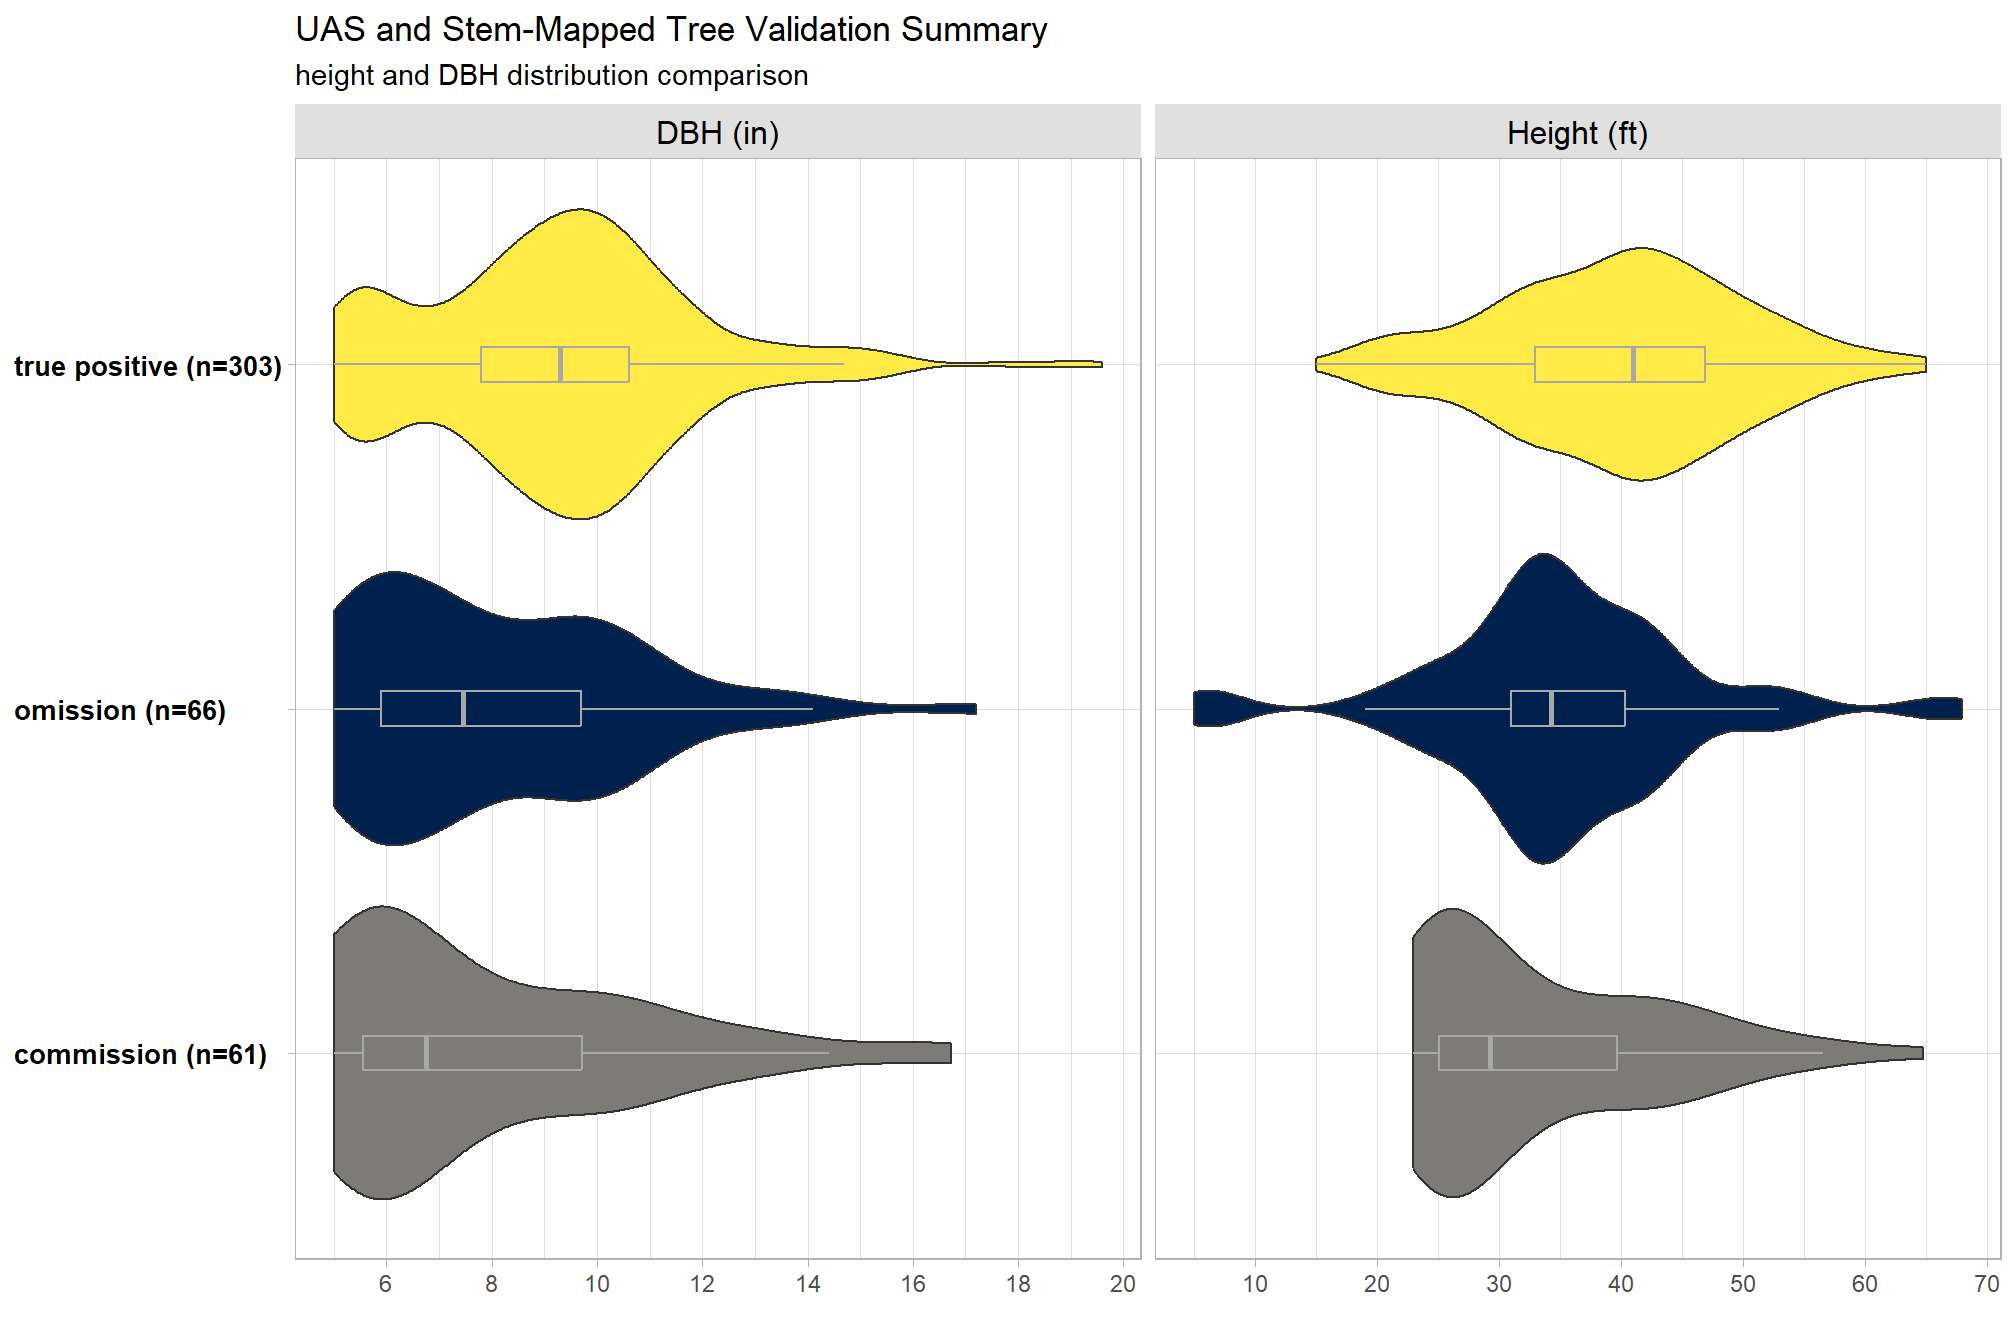 UAS and Stem-Mapped Tree Validation Summary
height and DBH distribution comparison
DBH (in)
Height (ft)
true positive (n=303)
omission (n=66)
commission (n=61)
6 8 10 12 14 16 18 20
10 20 30 40 50 60 70